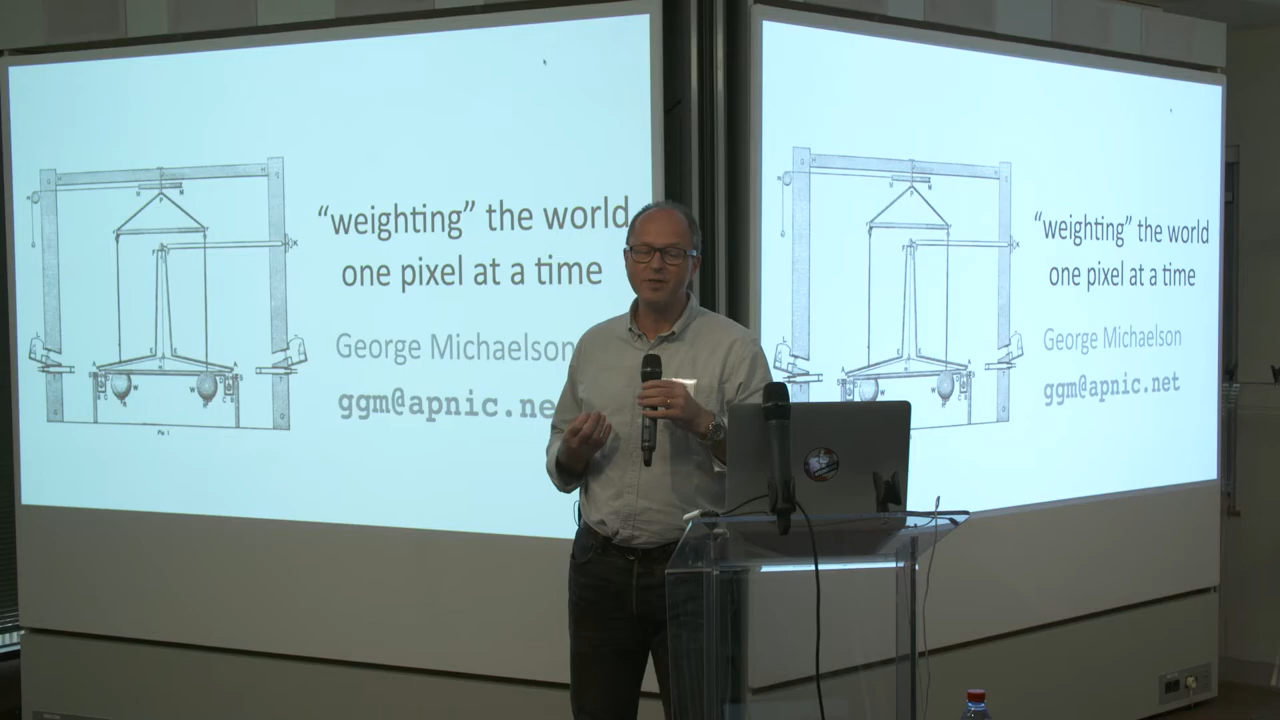 “weighting” the world
one pixel at a time
George Michaelson
ggm@apnic.ne
“weighting” the world
one pixel at a time
George Michaelson
ggm@apnic.net